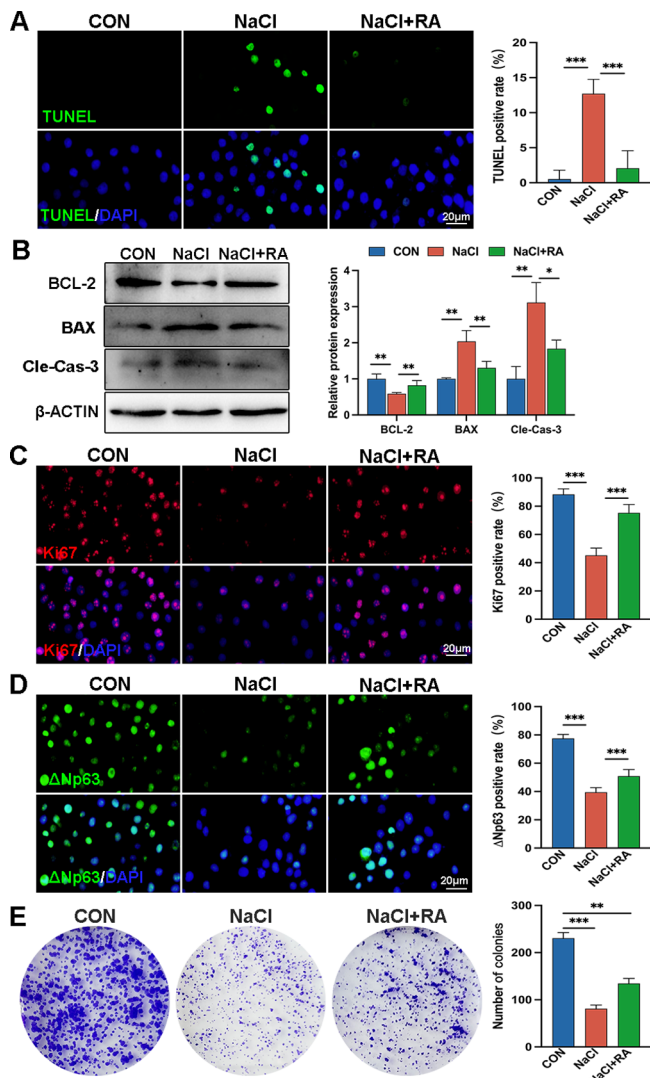 A
CON
NaCl
NaCl+RA
TUNEL
TUNEL/DAPI
20μm
TUNEL positive rate (%)
20
15
10
5
0
***
***
CON
NaCl
NaCl+RA
B
CON NaCl NaCl+RA
BCL-2
BAX
Cle-Cas-3
β-ACTIN
CON NaCl NaCl+RA
Relative protein expression
4
3
2
1
0
** ** ** ** ** *
BCL-2 BAX Cle-Cas-3
C
CON
NaCl
NaCl+RA
Ki67
Ki67/DAPI
20μm
Ki67 positive rate (%)
100
80
60
40
20
0
***
***
CON
NaCl
NaCl+RA
D
CON
NaCl
NaCl+RA
ΔNp63
ΔNp63/DAPI
20μm
ΔNp63 positive rate (%)
100
80
60
40
20
0
***
***
CON
NaCl
NaCl+RA
E
CON
NaCl
NaCl+RA
Number of colonies
300
200
100
0
**
***
CON
NaCl
NaCl+RA